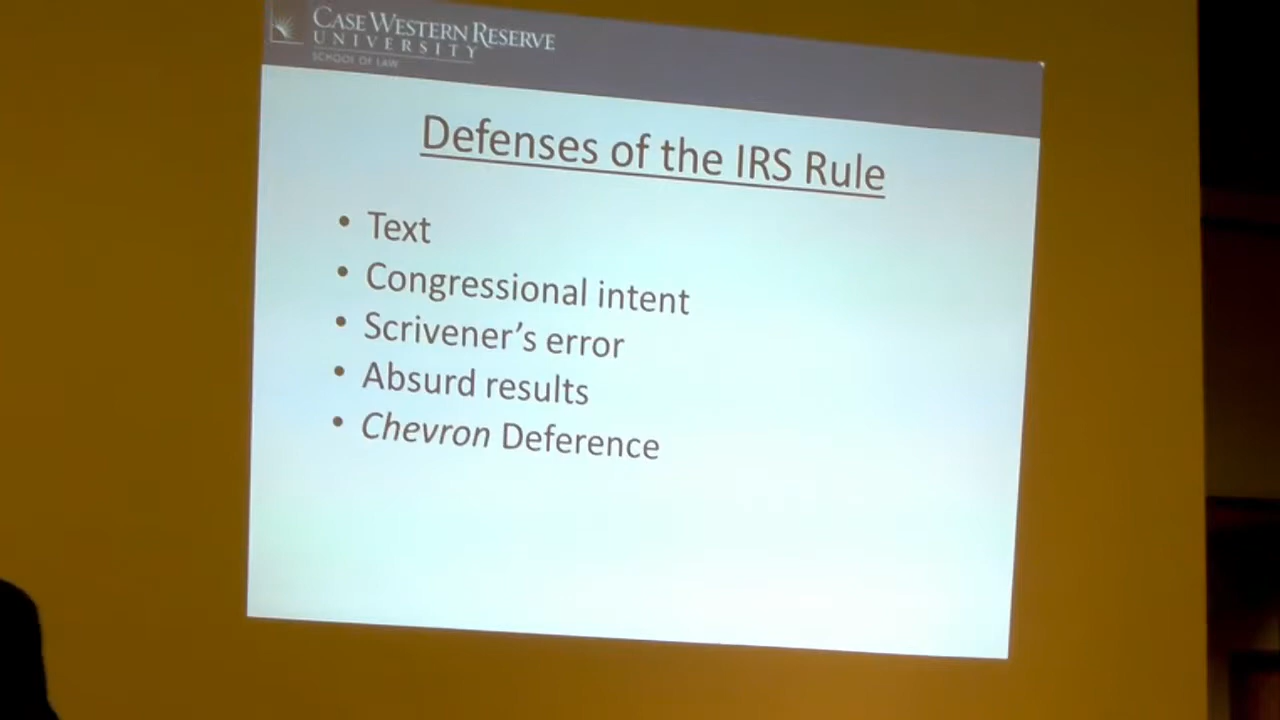 CASE WESTERN RESERVE
UNIVERSITY
SCHOOL OF LAW
Defenses of the IRS Rule
• Text
• Congressional intent
• Scrivener's error
• Absurd results
• Chevron Deference